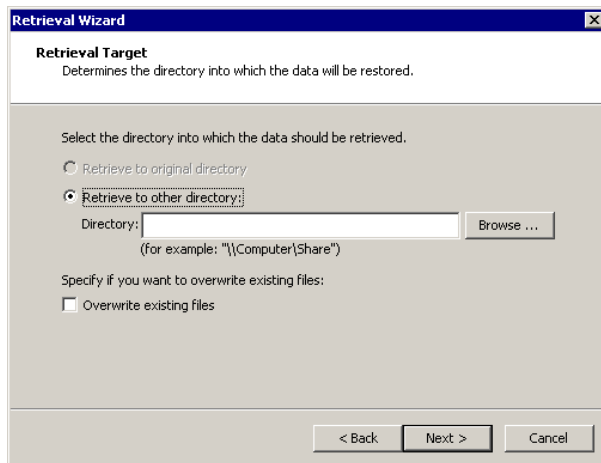 Retrieval Wizard
Retrieval Target
Determines the directory into which the data will be restored.
Select the directory into which the data should be retrieved.
Retrieve to original directory
Retrieve to other directory:
Directory:
Browse ...
(for example: "\\Computer\Share")
Specify if you want to overwrite existing files:
Overwrite existing files
< Back Next > Cancel